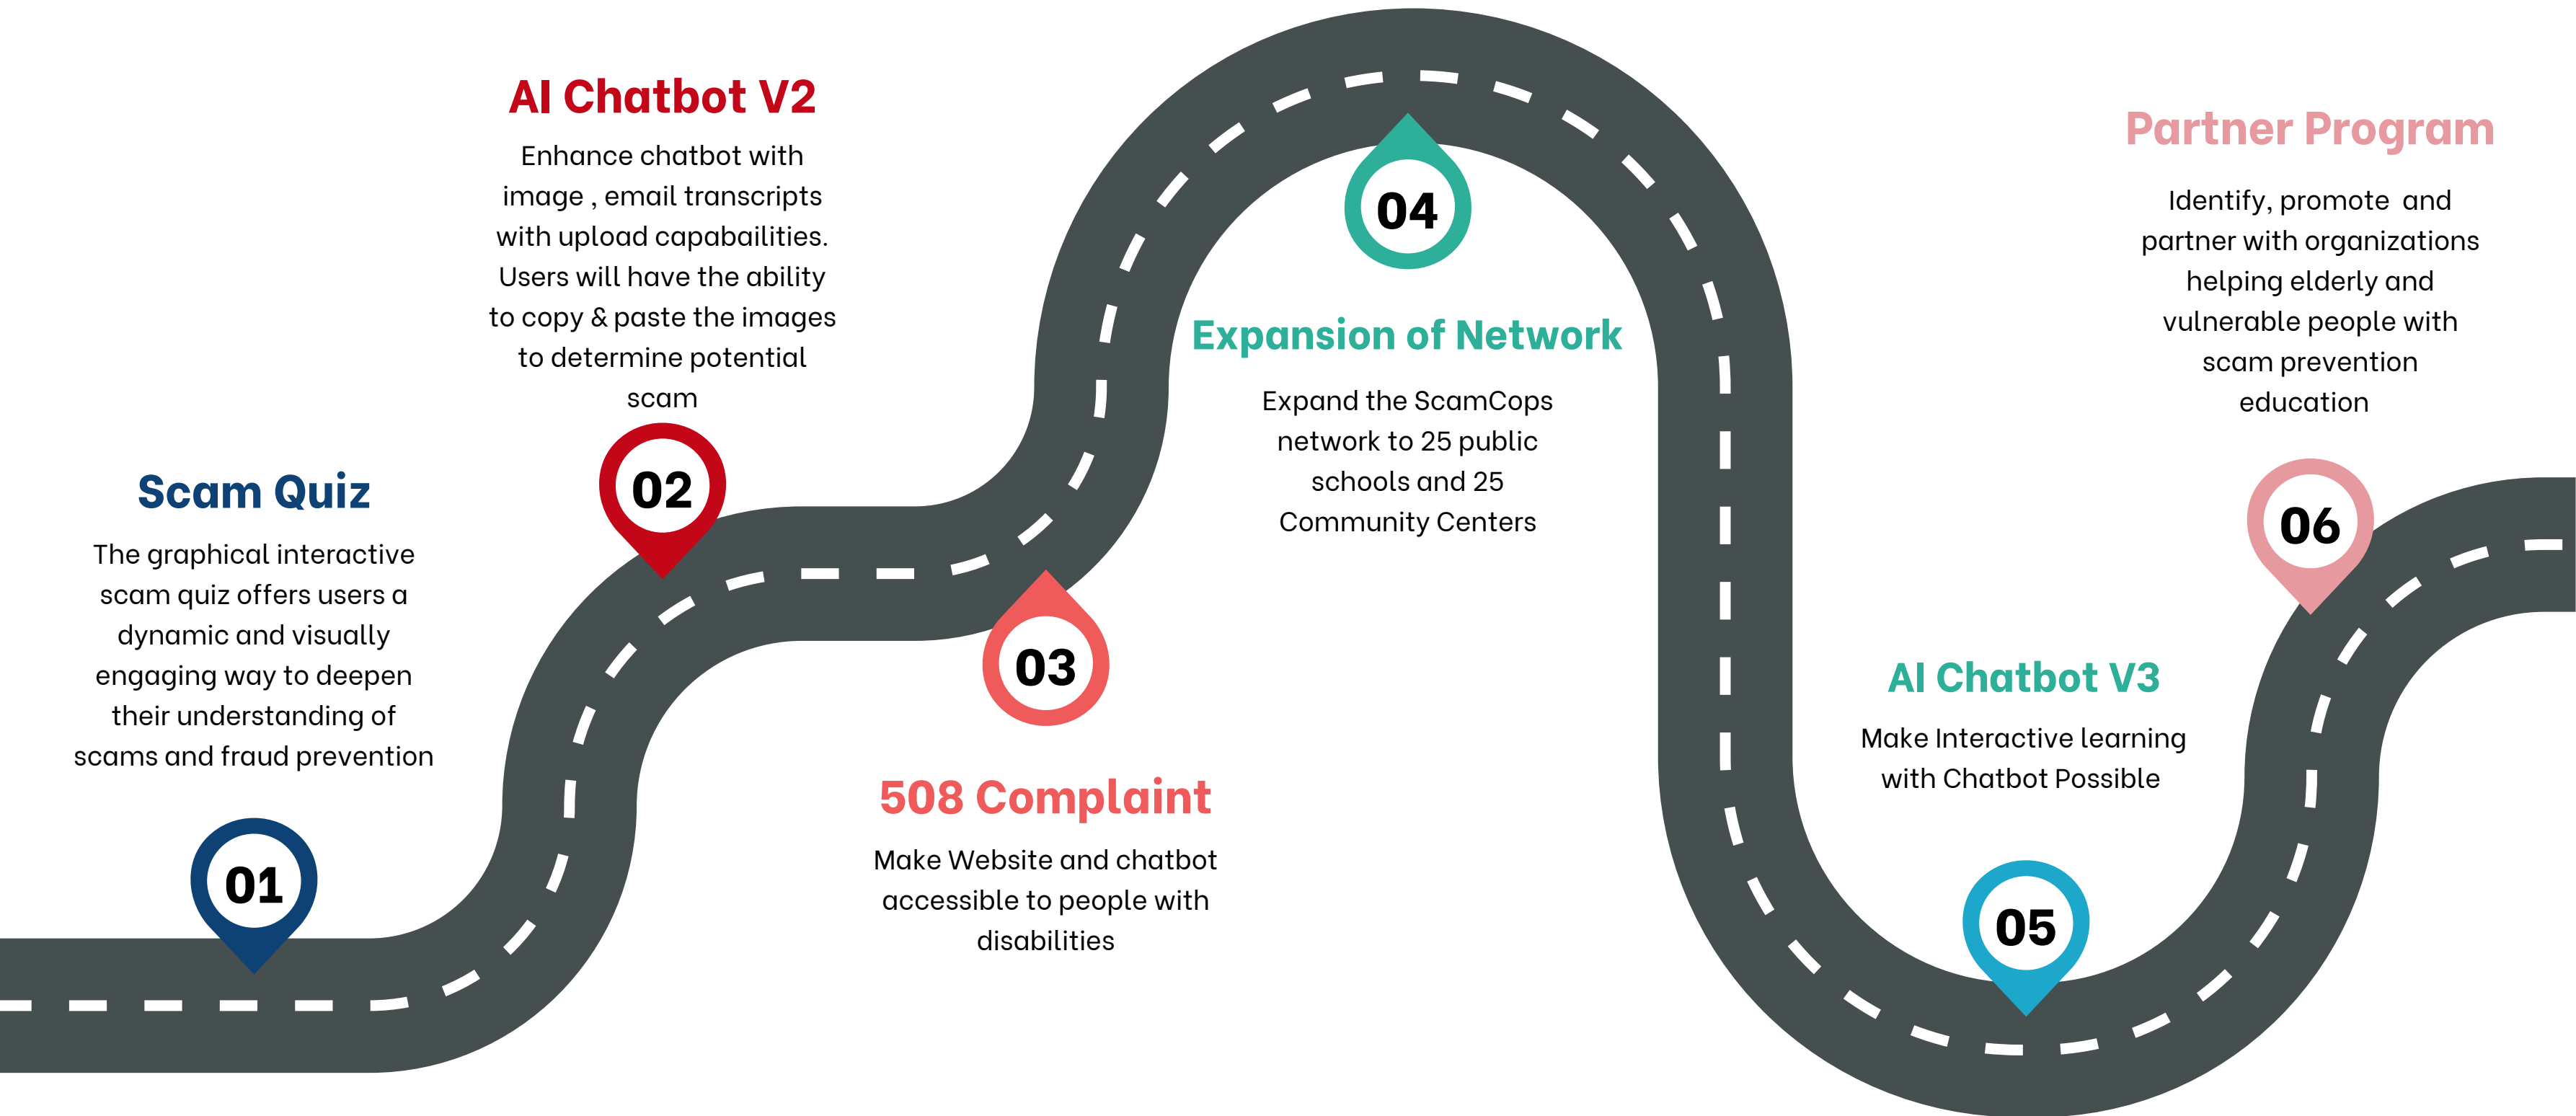 Scam Quiz
The graphical interactive
scam quiz offers users a
dynamic and visually
engaging way to deepen
their understanding of
scams and fraud prevention
01
AI Chatbot V2
Enhance chatbot with
image , email transcripts
with upload capabailities.
Users will have the ability
to copy & paste the images
to determine potential
scam
02
03
508 Complaint
Make Website and chatbot
accessible to people with
disabilities
04
Expansion of Network
Expand the ScamCops
network to 25 public
schools and 25
Community Centers
AI Chatbot V3
Make Interactive learning
with Chatbot Possible
05
Partner Program
Identify, promote  and
partner with organizations
helping elderly and
vulnerable people with
scam prevention
education
06